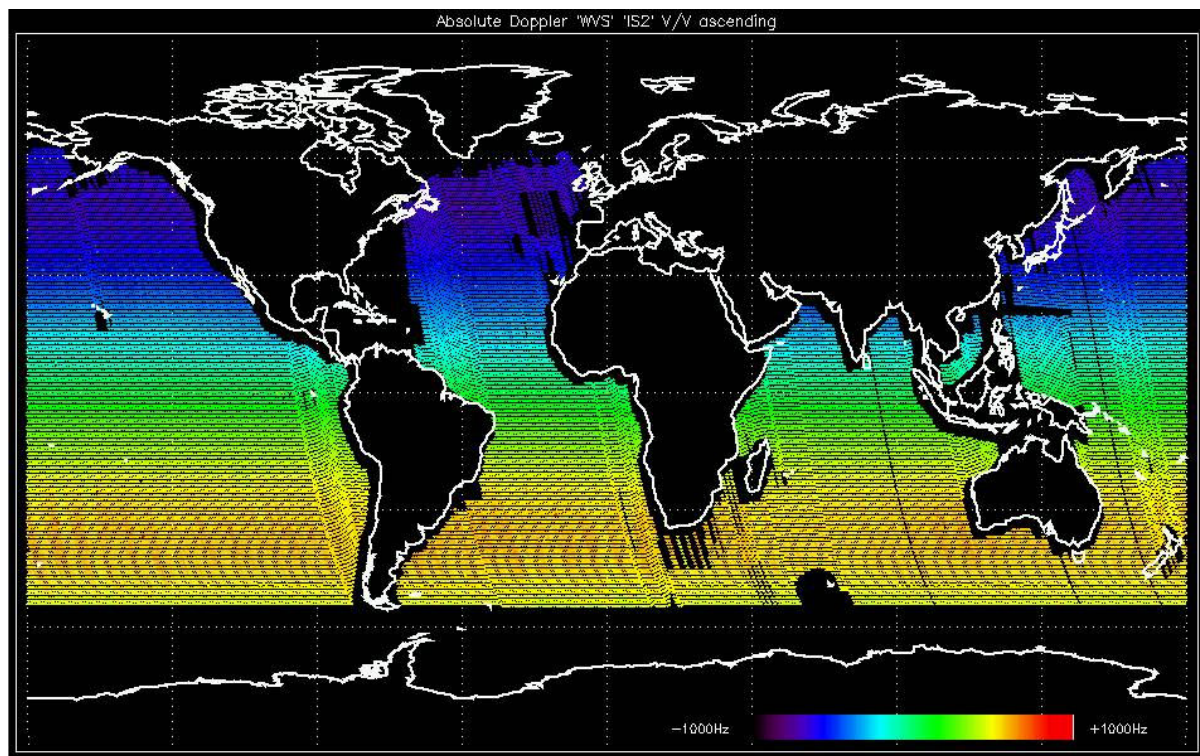 Absolute Doppler 'WVS' 'IS2' V/V ascending
−1000Hz
+1000Hz